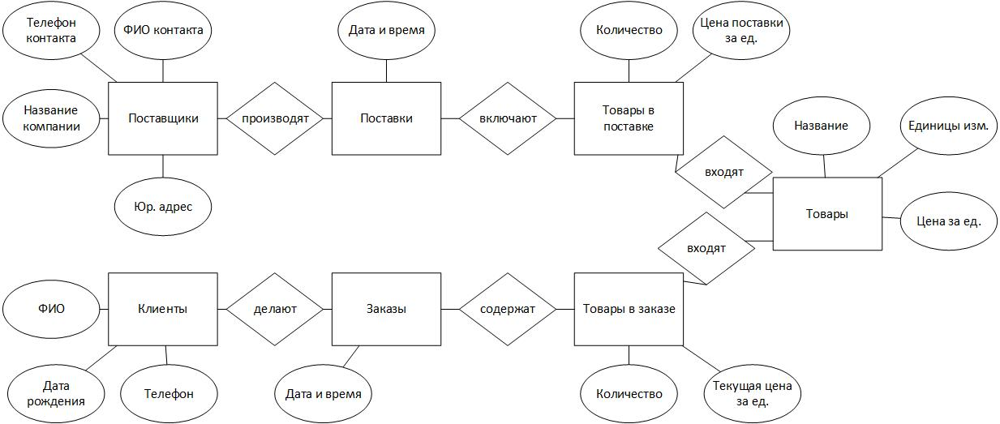 Телефон
контакта
ФИО контакта
Дата и время
Количество
Цена поставки
за ед.
Название
компании
Поставщики
производят
Поставки
включают
Товары в
поставке
Название
Единицы изм.
входят
Юр. адрес
Товары
Цена за ед.
входят
ФИО
Клиенты
делают
Заказы
содержат
Товары в заказе
Дата
рождения
Телефон
Дата и время
Количество
Текущая цена
за ед.